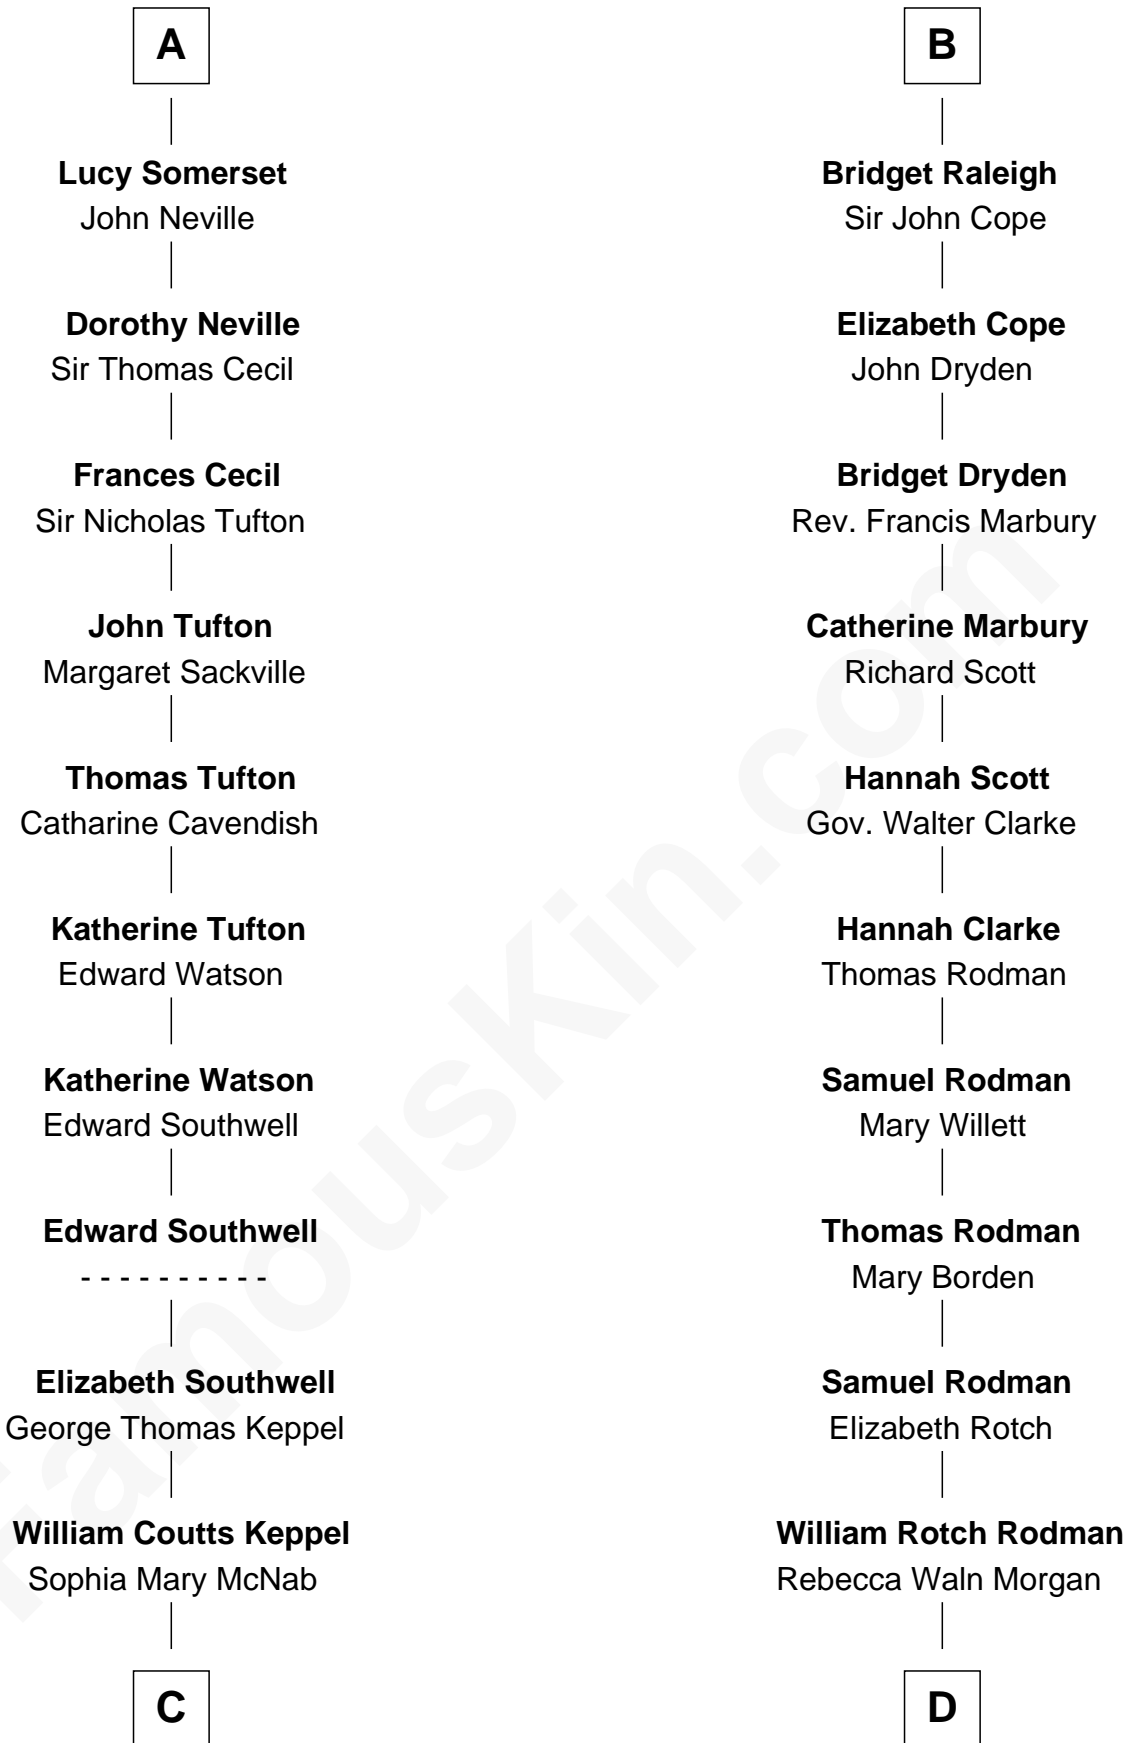 A
Lucy Somerset
John Neville
Dorothy Neville
Sir Thomas Cecil
Frances Cecil
Sir Nicholas Tufton
John Tufton
Margaret Sackville
Thomas Tufton
Catharine Cavendish
Katherine Tufton
Edward Watson
Katherine Watson
Edward Southwell
Edward Southwell
- - - - - - - - - -
Elizabeth Southwell
George Thomas Keppel
William Coutts Keppel
Sophia Mary McNab
C
B
Bridget Raleigh
Sir John Cope
Elizabeth Cope
John Dryden
Bridget Dryden
Rev. Francis Marbury
Catherine Marbury
Richard Scott
Hannah Scott
Gov. Walter Clarke
Hannah Clarke
Thomas Rodman
Samuel Rodman
Mary Willett
Thomas Rodman
Mary Borden
Samuel Rodman
Elizabeth Rotch
William Rotch Rodman
Rebecca Waln Morgan
D
FamousKin.com